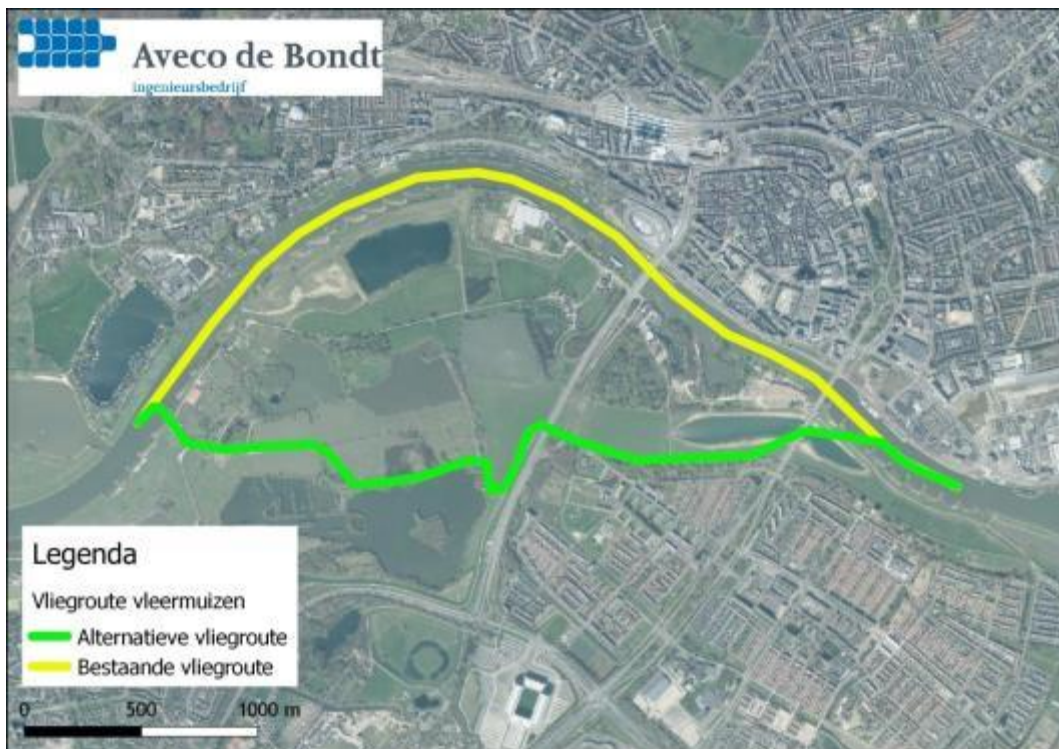 Aveco de Bondt
ingenieursbedrijf
Legenda
Vliegroute vleermuizen
Alternatieve vliegroute
Bestaande vliegroute
0 500 1000 m